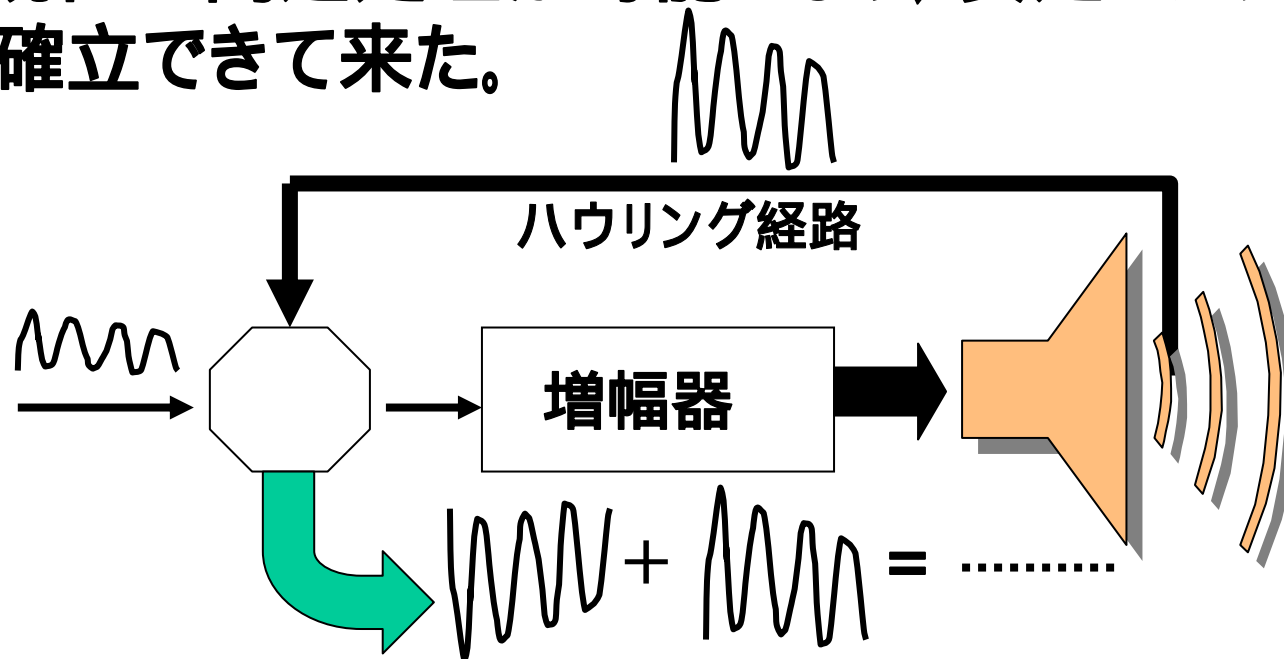 確立できて来た。
ハウリング経路
増幅器
+ = ..........